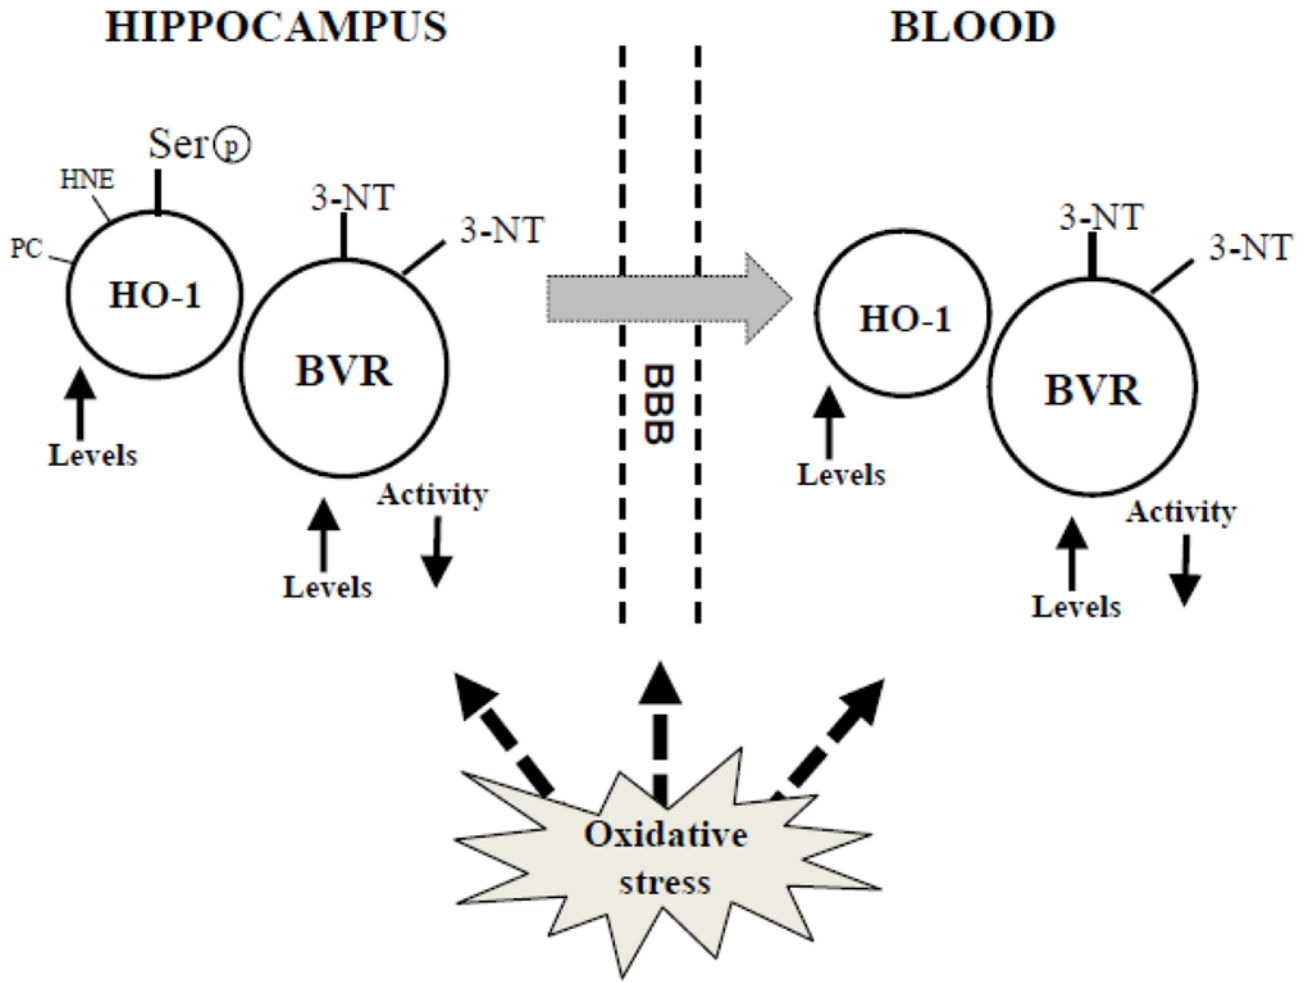 HIPPOCAMPUS
BLOOD
Ser p
HNE
PC
HO-1
3-NT
3-NT
BVR
Levels
Activity
Levels
BBB
3-NT
3-NT
HO-1
BVR
Levels
Activity
Levels
Oxidative
stress